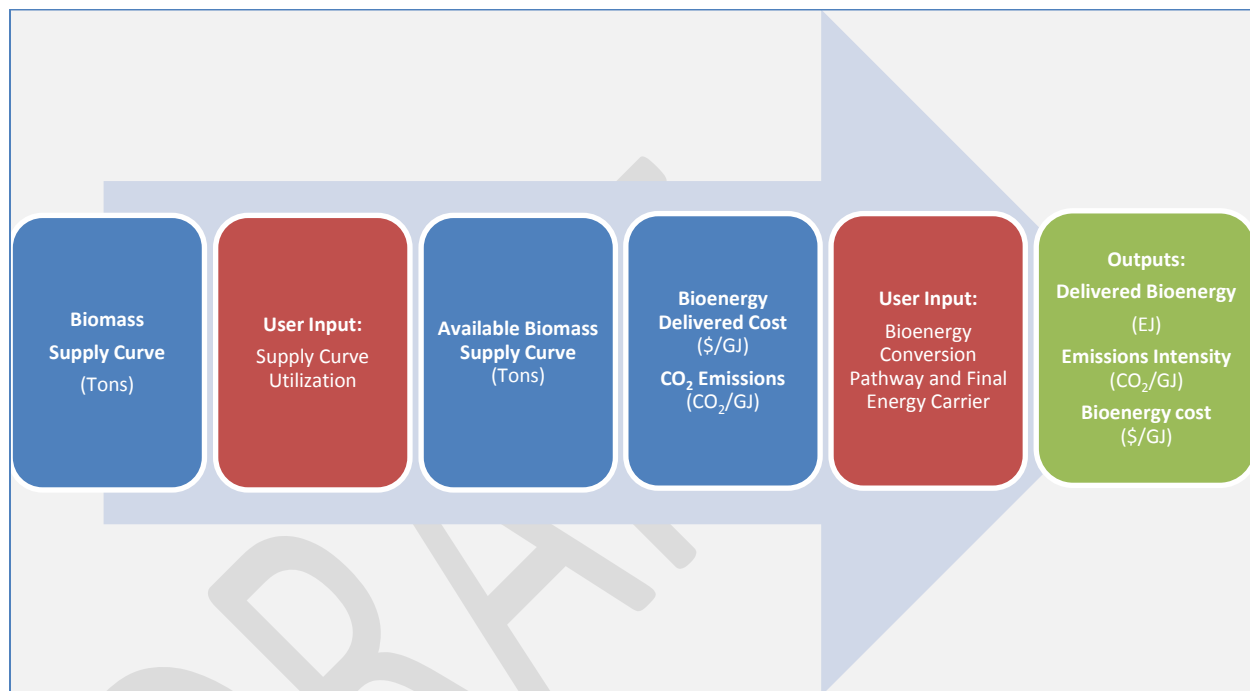 Biomass
Supply Curve
(Tons)
User Input:
Supply Curve
Utilization
Available Biomass
Supply Curve
(Tons)
Bioenergy
Delivered Cost
($/GJ)
CO₂ Emissions
(CO₂/GJ)
User Input:
Bioenergy
Conversion
Pathway and Final
Energy Carrier
Outputs:
Delivered Bioenergy
(EJ)
Emissions Intensity
(CO₂/GJ)
Bioenergy cost
($/GJ)